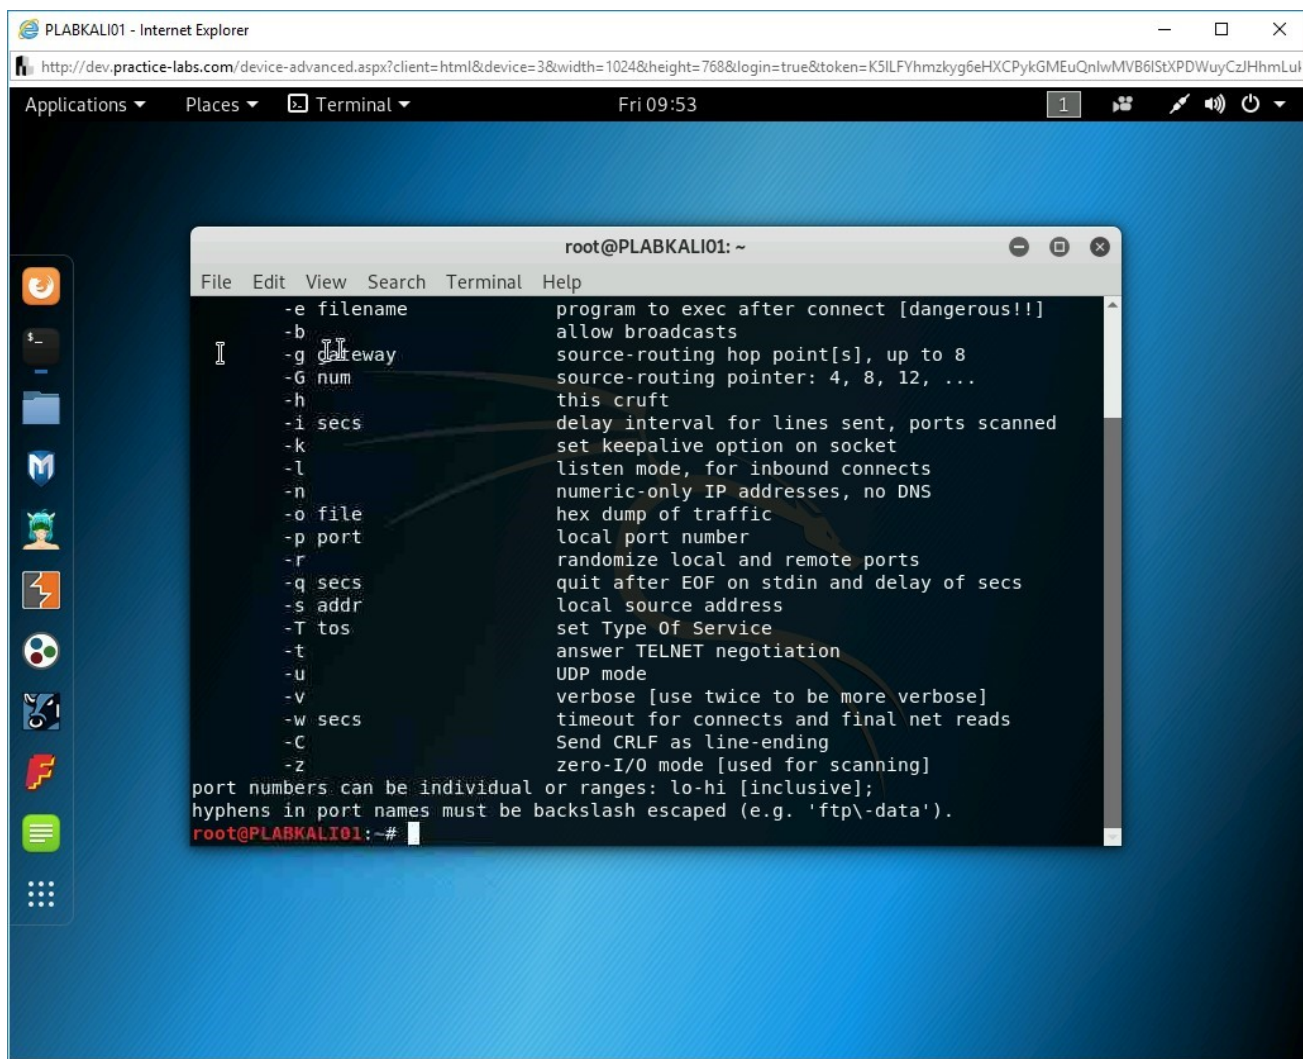 PLABKALI01 - Internet Explorer
http://dev.practice-labs.com/device-advanced.aspx?client=html&device=3&width=1024&height=768&login=true&token=
Applications Places Terminal Fri 09:53 1
root@PLABKALI01: ~
File Edit View Search Terminal Help
-e filename program to exec after connect [dangerous!!]
-b allow broadcasts
-g gateway source-routing hop point[s], up to 8
-G num source-routing pointer: 4, 8, 12, ...
-h this cruft
-i secs delay interval for lines sent, ports scanned
-k set keepalive option on socket
-l listen mode, for inbound connects
-n numeric-only IP addresses, no DNS
-o file hex dump of traffic
-p port local port number
-r randomize local and remote ports
-q secs quit after EOF on stdin and delay of secs
-s addr local source address
-T tos set Type Of Service
-t answer TELNET negotiation
-u UDP mode
-v verbose [use twice to be more verbose]
-w secs timeout for connects and final net reads
-C Send CRLF as line-ending
-z zero-I/O mode [used for scanning]
port numbers can be individual or ranges: lo-hi [inclusive];
hyphens in port names must be backslash escaped (e.g. 'ftp\-data').
root@PLABKALI01:~#